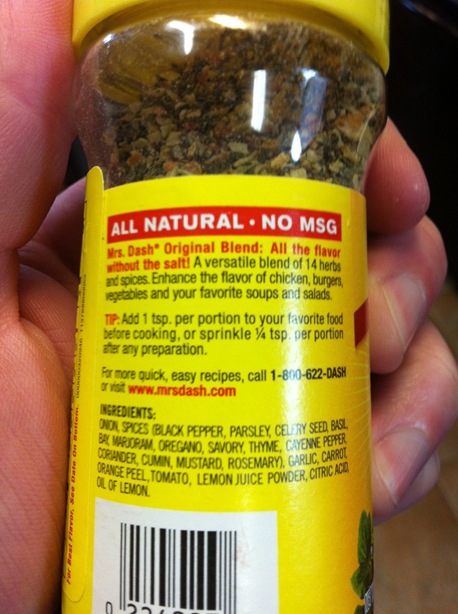 ALL NATURAL • NO MSG
Mrs. Dash® Original Blend: All the flavor
without the salt! A versatile blend of 14 herbs
and spices. Enhance the flavor of chicken, burgers,
vegetables and your favorite soups and salads.
TIP: Add 1 tsp. per portion to your favorite food
before cooking, or sprinkle ¼ tsp. per portion
after any preparation.
For more quick, easy recipes, call 1-800-622-DASH
or visit www.mrsdash.com
INGREDIENTS:
ONION, SPICES (BLACK PEPPER, PARSLEY, CELERY SEED, BASIL,
BAY, MARJORAM, OREGANO, SAVORY, THYME, CAYENNE PEPPER,
CORIANDER, CUMIN, MUSTARD, ROSEMARY), GARLIC, CARROT,
ORANGE PEEL, TOMATO, LEMON JUICE POWDER, CITRIC ACID,
OIL OF LEMON.
For Best Flavor, See Date On Bottom.